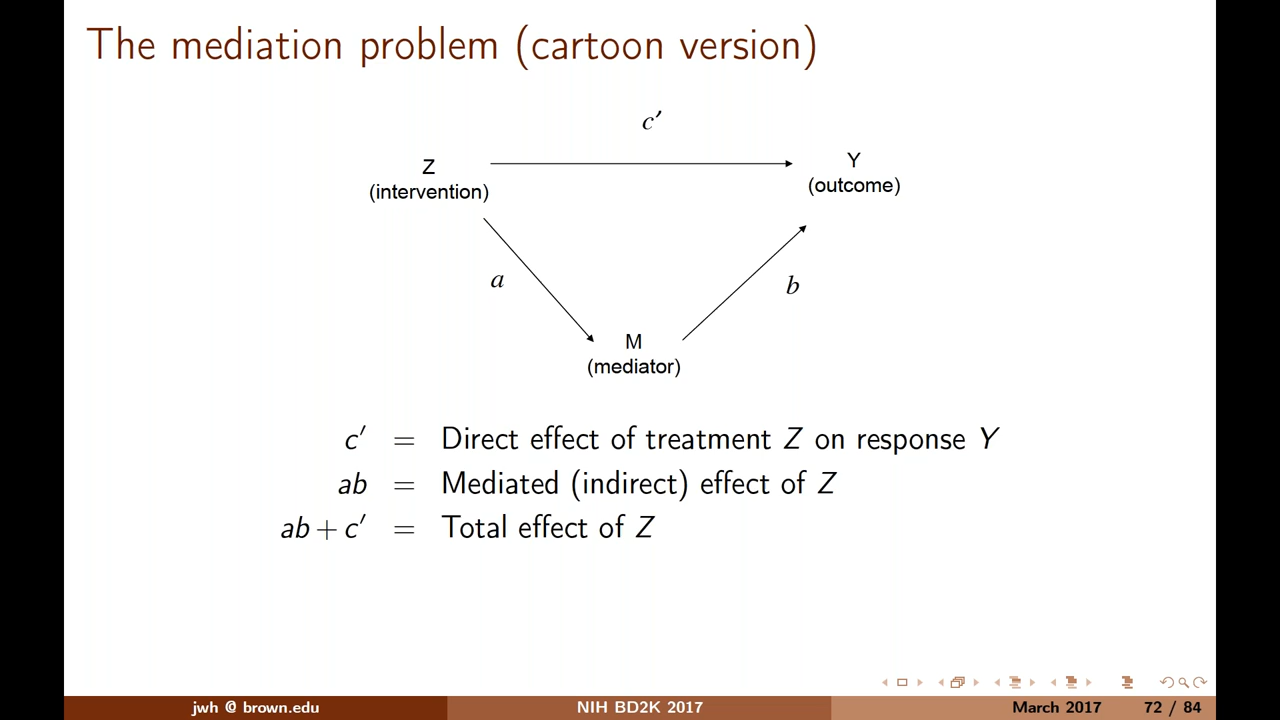 The mediation problem (cartoon version)
c′
Z
(intervention)
Y
(outcome)
a
b
M
(mediator)
c′ = Direct effect of treatment Z on response Y
ab = Mediated (indirect) effect of Z
ab + c′ = Total effect of Z
jwh @ brown.edu NIH BD2K 2017 March 2017 72 / 84